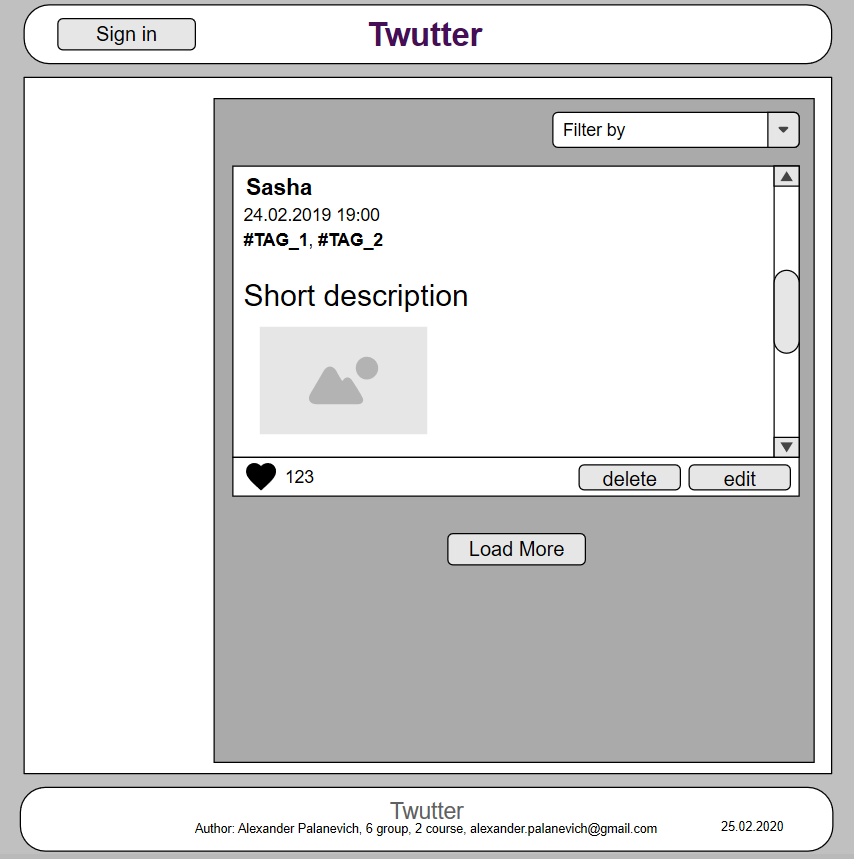 Sign in
Twutter
Filter by
Sasha
24.02.2019 19:00
#TAG_1, #TAG_2
Short description
123
delete
edit
Load More
Twutter
Author: Alexander Palanevich, 6 group, 2 course, alexander.palanevich@gmail.com
25.02.2020